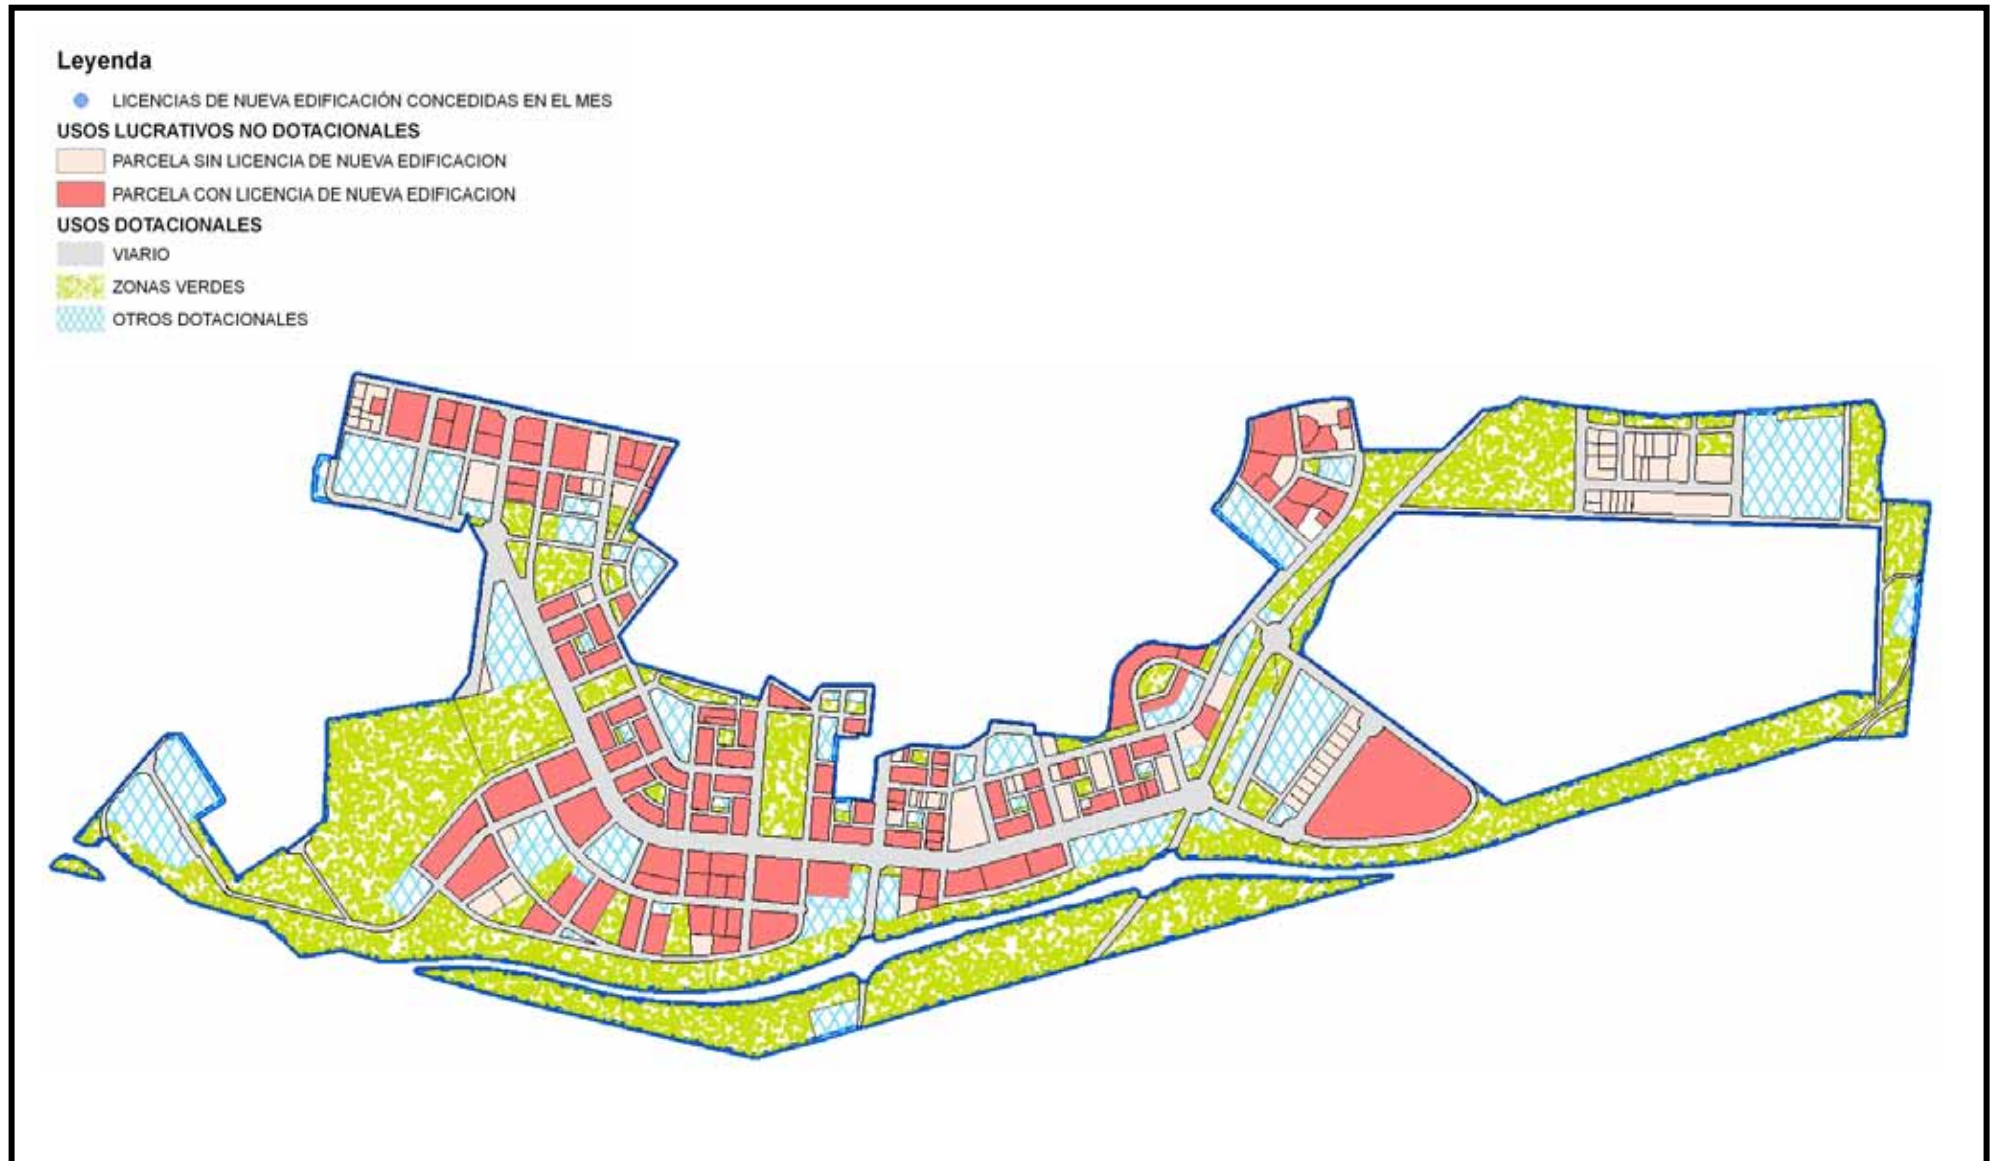 Leyenda
LICENCIAS DE NUEVA EDIFICACIÓN CONCEDIDAS EN EL MES
USOS LUCRATIVOS NO DOTACIONALES
PARCELA SIN LICENCIA DE NUEVA EDIFICACION
PARCELA CON LICENCIA DE NUEVA EDIFICACION
USOS DOTACIONALES
VIARIO
ZONAS VERDES
OTROS DOTACIONALES